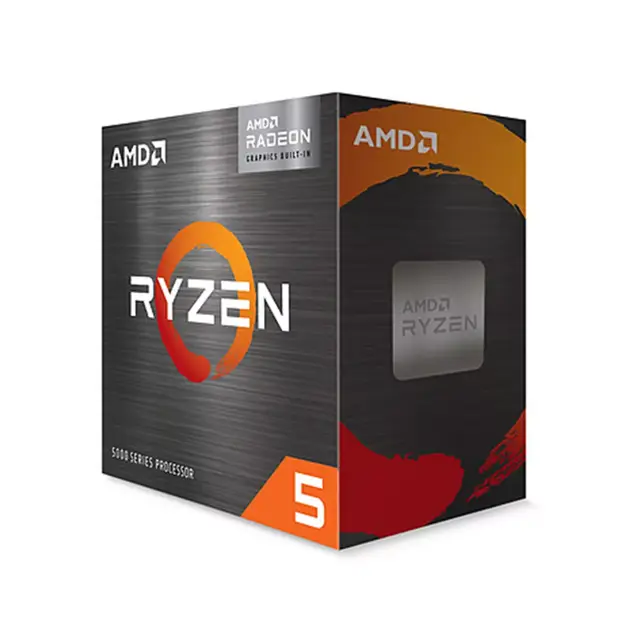 AMD
AMD
RADEON
GRAPHICS BUILT-IN
RYZEN
5000 SERIES PROCESSOR
5
AMD
AMD
RYZEN